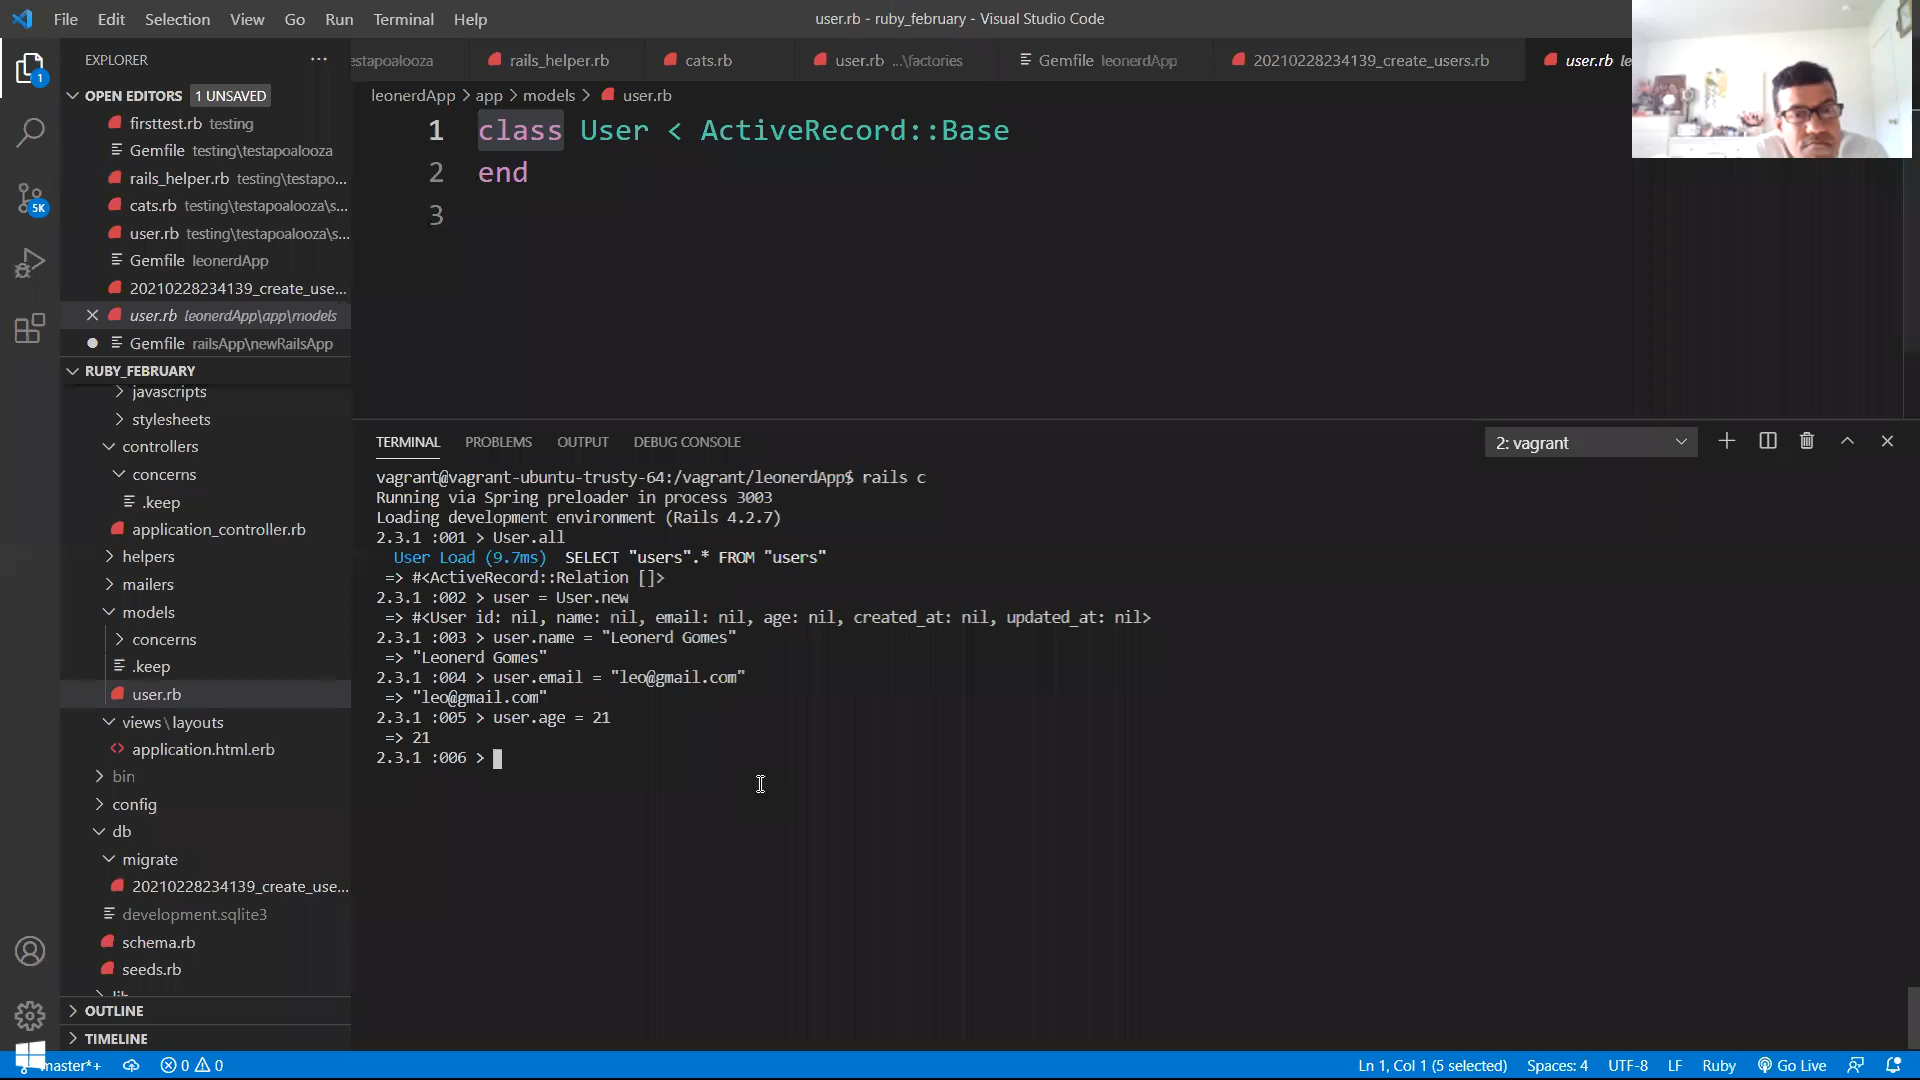 File Edit Selection View Go Run Terminal Help
user.rb - ruby_february - Visual Studio Code
EXPLORER
OPEN EDITORS 1 UNSAVED
firsttest.rb testing
Gemfile testing\testapoalooza
rails_helper.rb testing\testapo...
cats.rb testing\testapoalooza\s...
user.rb testing\testapoalooza\s...
Gemfile leonerdApp
20210228234139_create_use...
user.rb leonerdApp\app\models
Gemfile railsApp\newRailsApp
RUBY_FEBRUARY
javascripts
stylesheets
controllers
concerns
.keep
application_controller.rb
helpers
mailers
models
concerns
.keep
user.rb
views\layouts
application.html.erb
bin
config
db
migrate
20210228234139_create_use...
development.sqlite3
schema.rb
seeds.rb
lib
OUTLINE
TIMELINE
1
5K
estapoalooza rails_helper.rb cats.rb user.rb ...\factories Gemfile leonerdApp 20210228234139_create_users.rb user.rb le
leonerdApp > app > models > user.rb
1 class User < ActiveRecord::Base
2 end
3
TERMINAL PROBLEMS OUTPUT DEBUG CONSOLE
2: vagrant
vagrant@vagrant-ubuntu-trusty-64:/vagrant/leonerdApp$ rails c
Running via Spring preloader in process 3003
Loading development environment (Rails 4.2.7)
2.3.1 :001 > User.all
User Load (9.7ms) SELECT "users".* FROM "users"
=> #<ActiveRecord::Relation []>
2.3.1 :002 > user = User.new
=> #<User id: nil, name: nil, email: nil, age: nil, created_at: nil, updated_at: nil>
2.3.1 :003 > user.name = "Leonerd Gomes"
=> "Leonerd Gomes"
2.3.1 :004 > user.email = "leo@gmail.com"
=> "leo@gmail.com"
2.3.1 :005 > user.age = 21
=> 21
2.3.1 :006 >
master*+ 0 0
Ln 1, Col 1 (5 selected) Spaces: 4 UTF-8 LF Ruby Go Live